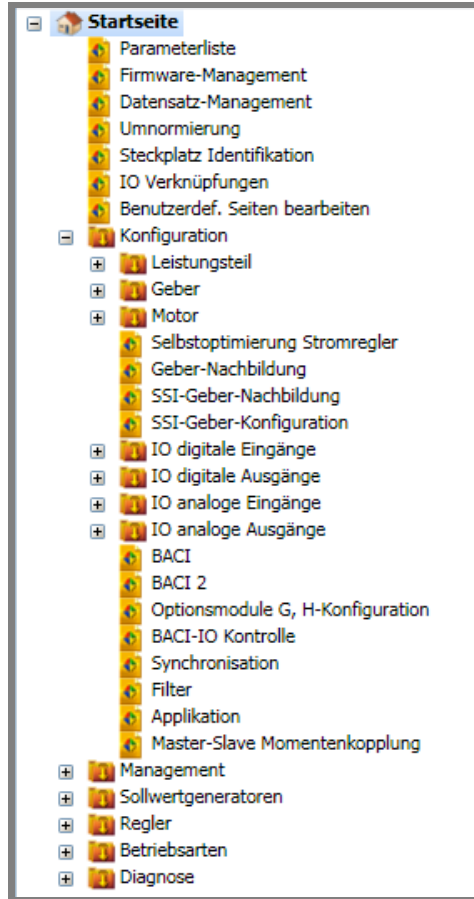 Startseite
Parameterliste
Firmware-Management
Datensatz-Management
Umnormierung
Steckplatz Identifikation
IO Verknüpfungen
Benutzerdef. Seiten bearbeiten
Konfiguration
Leistungsteil
Geber
Motor
Selbstoptimierung Stromregler
Geber-Nachbildung
SSI-Geber-Nachbildung
SSI-Geber-Konfiguration
IO digitale Eingänge
IO digitale Ausgänge
IO analoge Eingänge
IO analoge Ausgänge
BACI
BACI 2
Optionsmodule G, H-Konfiguration
BACI-IO Kontrolle
Synchronisation
Filter
Applikation
Master-Slave Momentenkopplung
Management
Sollwertgeneratoren
Regler
Betriebsarten
Diagnose